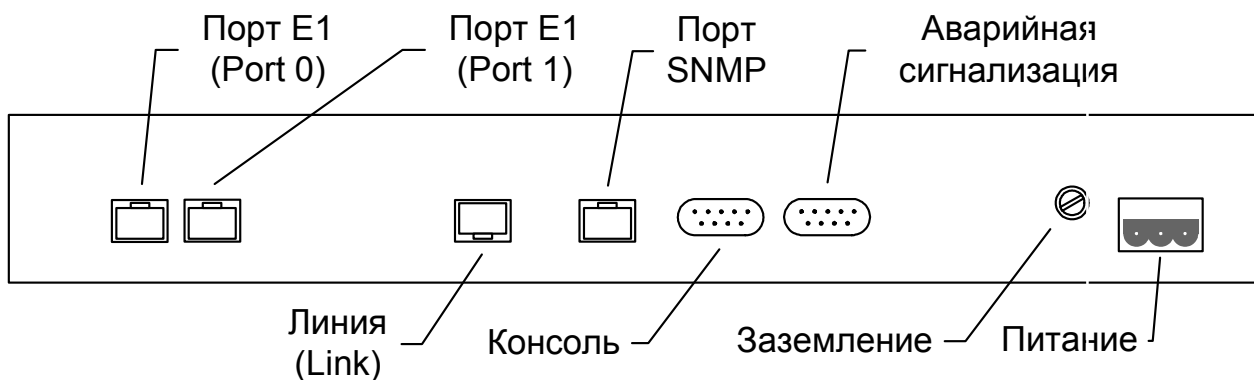 Порт E1
(Port 0)
Порт E1
(Port 1)
Порт
SNMP
Аварийная
сигнализация
Линия
(Link)
Консоль
Заземление
Питание